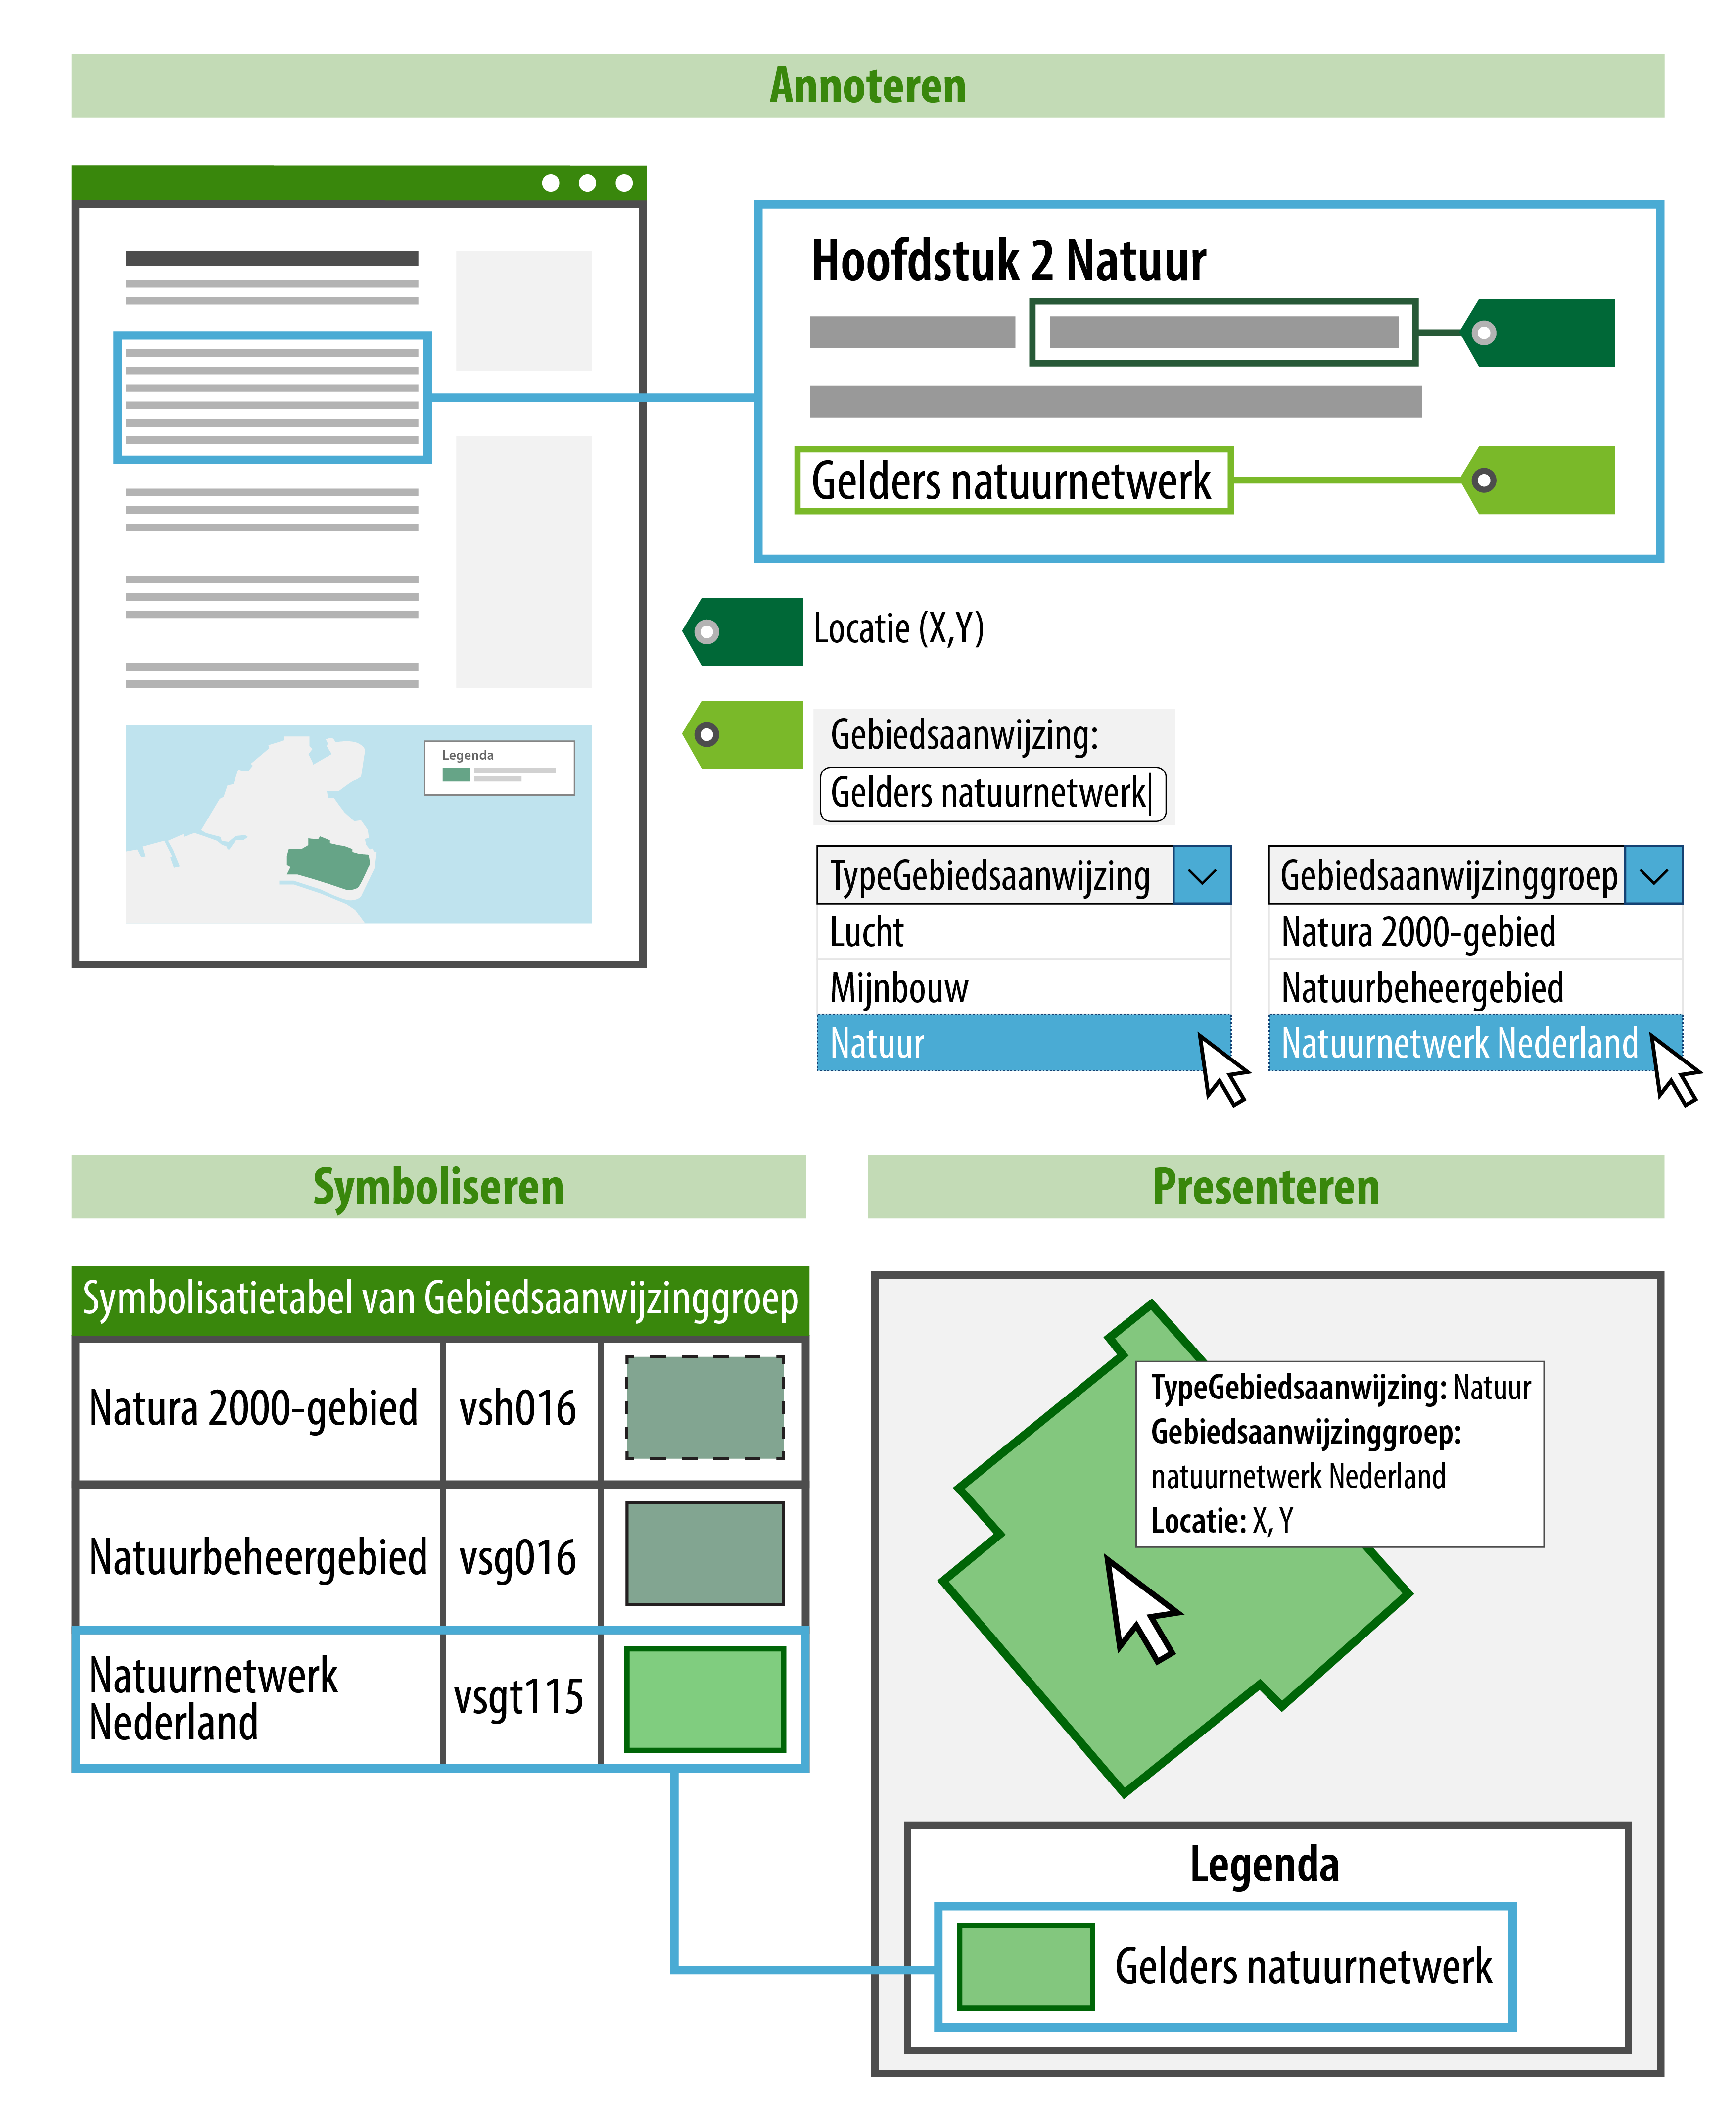 Annoteren
Hoofdstuk 2 Natuur
Gelders natuurnetwerk
Legenda
Locatie (X,Y)
Gebiedsaanwijzing:
Gelders natuurnetwerk
TypeGebiedsaanwijzing
Lucht
Mijnbouw
Natuur
Gebiedsaanwijzinggroep
Natura 2000-gebied
Natuurbeheergebied
Natuurnetwerk Nederland
Symboliseren
Symbolisatietabel van Gebiedsaanwijzinggroep
Natura 2000-gebied vsh016
Natuurbeheergebied vsg016
Natuurnetwerk
Nederland
vsgt115
Presenteren
TypeGebiedsaanwijzing: Natuur
Gebiedsaanwijzinggroep:
natuurnetwerk Nederland
Locatie: X, Y
Legenda
Gelders natuurnetwerk